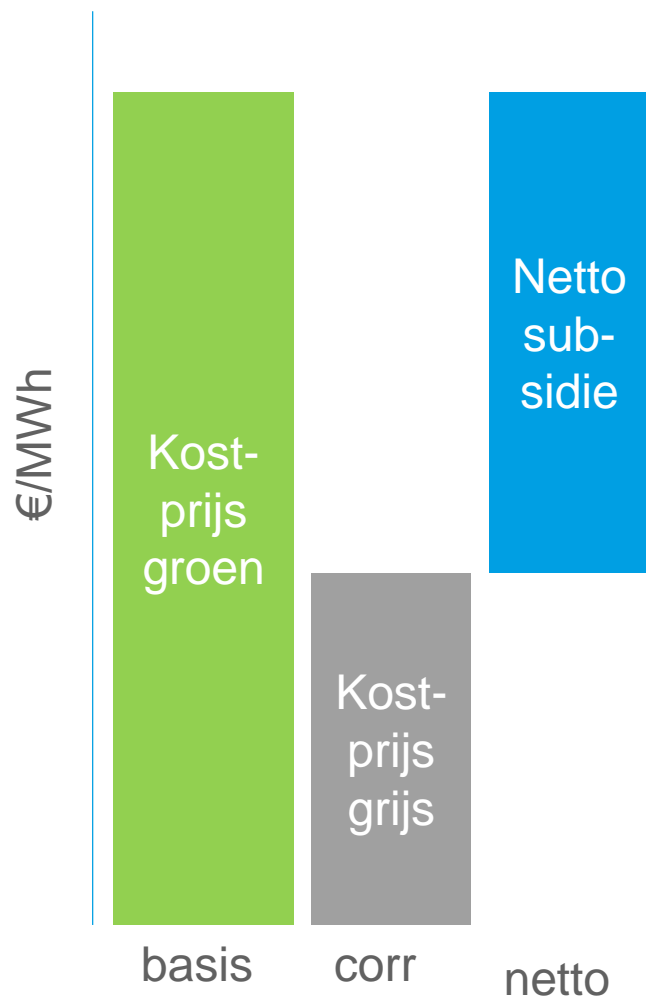 €/MWh
Kost-
prijs
groen
Kost-
prijs
grijs
Netto
sub-
sidie
basis
corr
netto